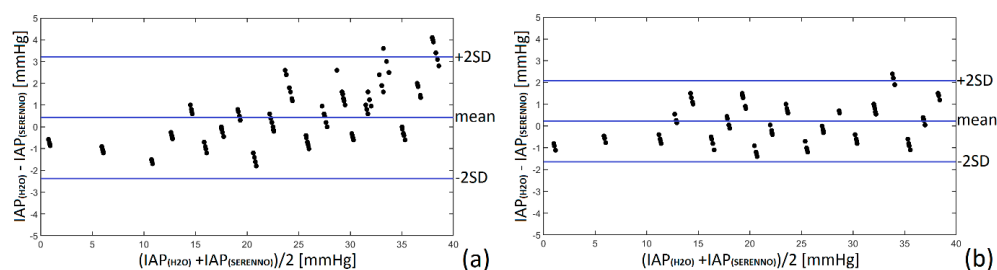 5
4
3
2
1
0
-1
-2
-3
-4
-5
IAP(H2O) - IAP(SERENNO) [mmHg]
+2SD
mean
-2SD
0 5 10 15 20 25 30 35 40
(IAP(H2O) +IAP(SERENNO))/2 [mmHg]
(a)
5
4
3
2
1
0
-1
-2
-3
-4
-5
IAP(H2O) - IAP(SERENNO) [mmHg]
+2SD
mean
-2SD
0 5 10 15 20 25 30 35 40
(IAP(H2O) +IAP(SERENNO))/2 [mmHg]
(b)